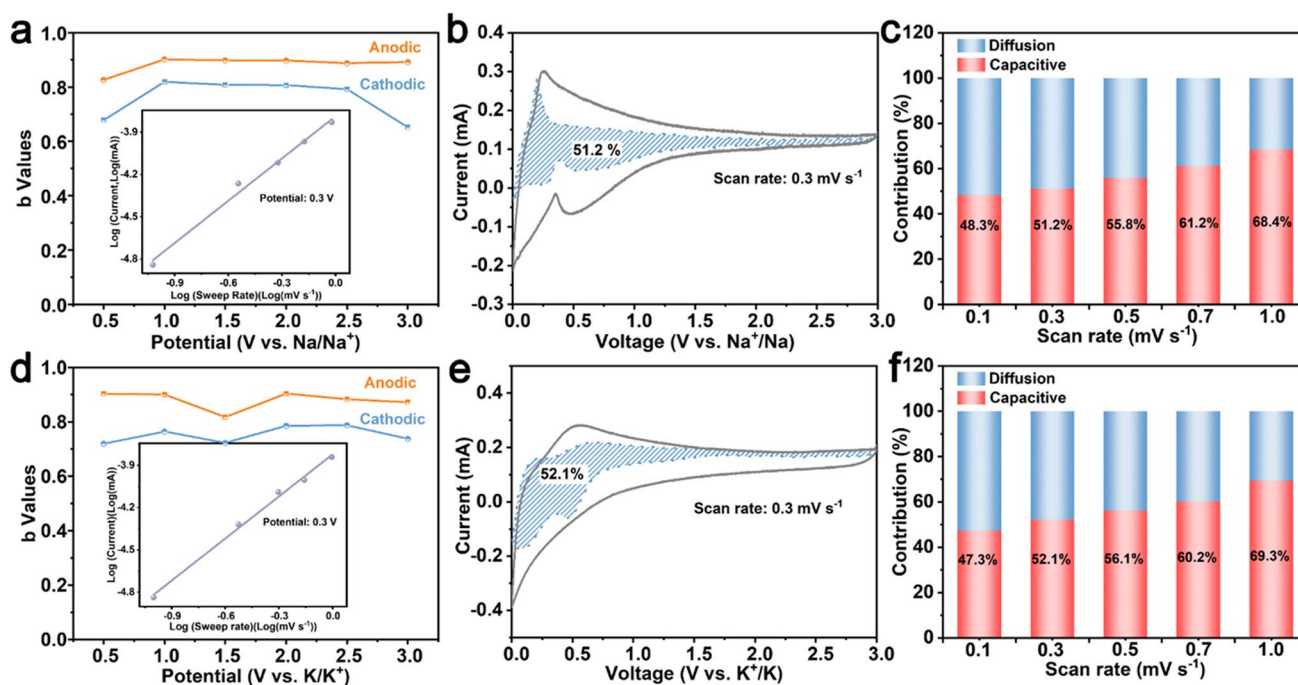 a
1.0
0.8
0.6
0.4
0.2
0.0
b Values
Anodic
Cathodic
-3.9
-4.2
-4.5
-4.8
Log (Current,Log(mA))
Potential: 0.3 V
-0.9 -0.6 -0.3 0.0
Log (Sweep Rate)(Log(mV s⁻¹))
0.5 1.0 1.5 2.0 2.5 3.0
Potential (V vs. Na/Na⁺)
b
0.4
0.3
0.2
0.1
0.0
-0.1
-0.2
-0.3
Current (mA)
51.2 %
Scan rate: 0.3 mV s⁻¹
0.0 0.5 1.0 1.5 2.0 2.5 3.0
Voltage (V vs. Na⁺/Na)
c
120
100
80
60
40
20
0
Contribution (%)
Diffusion
Capacitive
48.3% 51.2% 55.8% 61.2% 68.4%
0.1 0.3 0.5 0.7 1.0
Scan rate (mV s⁻¹)
d
1.0
0.8
0.6
0.4
0.2
0.0
b Values
Anodic
Cathodic
-3.9
-4.2
-4.5
-4.8
Log (Current)(Log(mA))
Potential: 0.3 V
-0.9 -0.6 -0.3 0.0
Log (Sweep rate)(Log(mV s⁻¹))
0.5 1.0 1.5 2.0 2.5 3.0
Potential (V vs. K/K⁺)
e
0.4
0.2
0.0
-0.2
-0.4
Current (mA)
52.1%
Scan rate: 0.3 mV s⁻¹
0.0 0.5 1.0 1.5 2.0 2.5 3.0
Voltage (V vs. K⁺/K)
f
120
100
80
60
40
20
0
Contribution (%)
Diffusion
Capacitive
47.3% 52.1% 56.1% 60.2% 69.3%
0.1 0.3 0.5 0.7 1.0
Scan rate (mV s⁻¹)